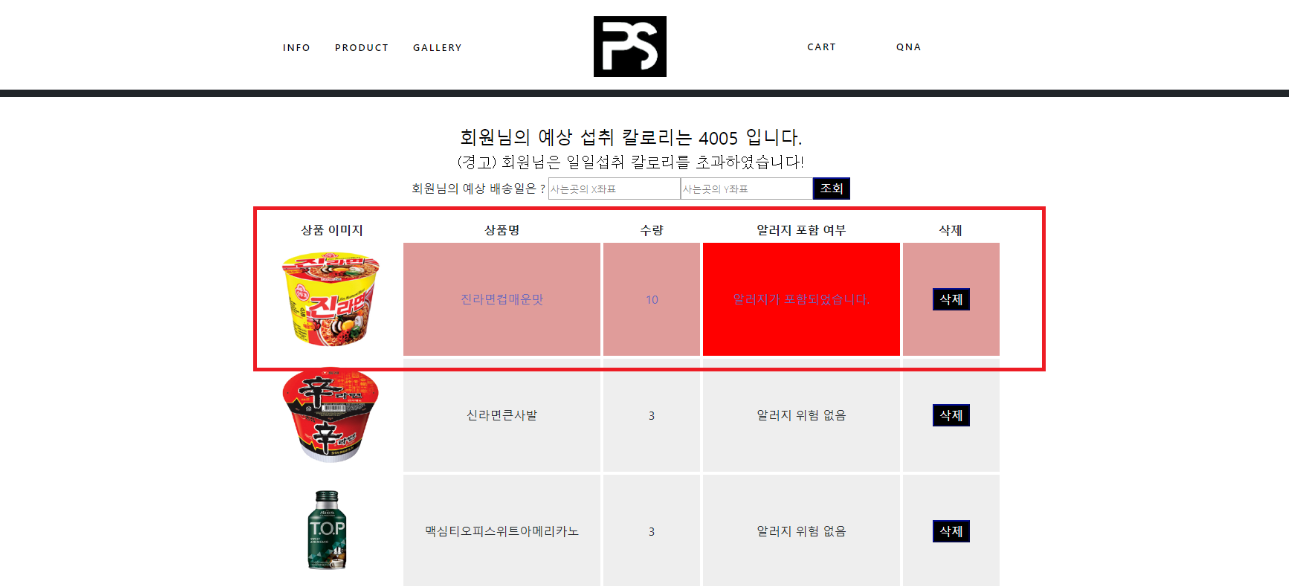 INFO PRODUCT GALLERY PS CART QNA
회원님의 예상 섭취 칼로리는 4005 입니다.
(경고) 회원님은 일일섭취 칼로리를 초과하였습니다!
회원님의 예상 배송일은 ? 사는곳의 X좌표 사는곳의 Y좌표 조회
상품 이미지 상품명 수량 알러지 포함 여부 삭제
진라면 진라면컵매운맛 10 알러지가 포함되었습니다. 삭제
辛라면 신라면큰사발 3 알러지 위험 없음 삭제
T.O.P 맥심티오피스위트아메리카노 3 알러지 위험 없음 삭제